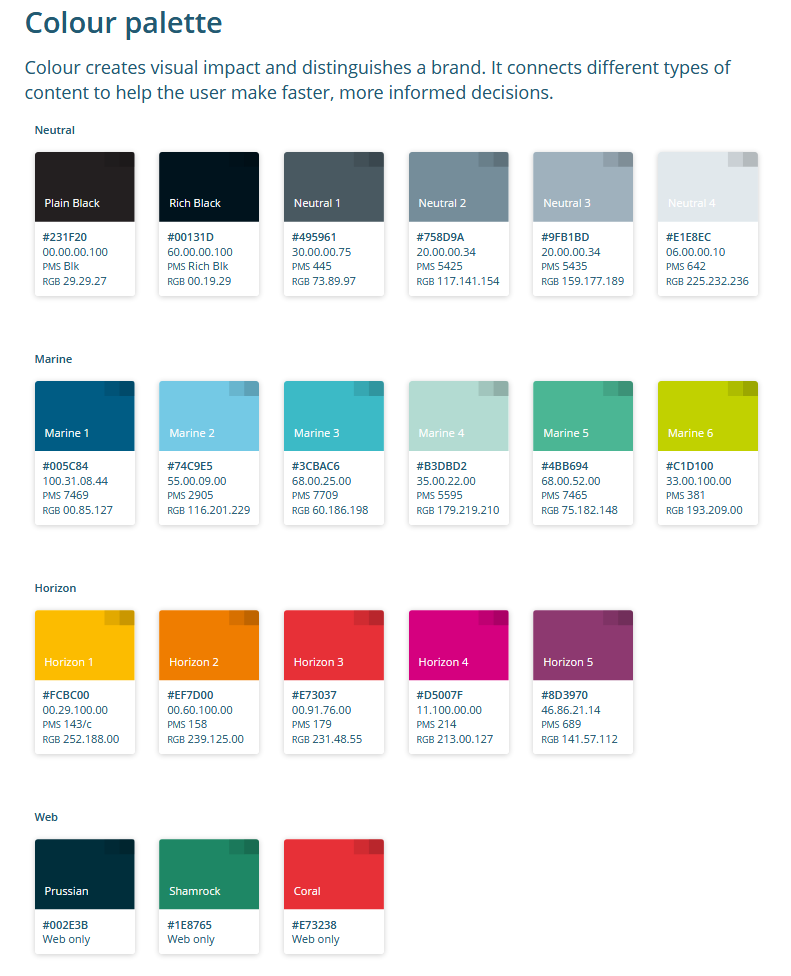 Colour palette
Colour creates visual impact and distinguishes a brand. It connects different types of
content to help the user make faster, more informed decisions.
Neutral
Plain Black
#231F20
00.00.00.100
PMS Blk
RGB 29.29.27
Rich Black
#00131D
60.00.00.100
PMS Rich Blk
RGB 00.19.29
Neutral 1
#495961
30.00.00.75
PMS 445
RGB 73.89.97
Neutral 2
#758D9A
20.00.00.34
PMS 5425
RGB 117.141.154
Neutral 3
#9FB1BD
20.00.00.34
PMS 5435
RGB 159.177.189
Neutral 4
#E1E8EC
06.00.00.10
PMS 642
RGB 225.232.236
Marine
Marine 1
#005C84
100.31.08.44
PMS 7469
RGB 00.85.127
Marine 2
#74C9E5
55.00.09.00
PMS 2905
RGB 116.201.229
Marine 3
#3CBAC6
68.00.25.00
PMS 7709
RGB 60.186.198
Marine 4
#B3DBD2
35.00.22.00
PMS 5595
RGB 179.219.210
Marine 5
#4BB694
68.00.52.00
PMS 7465
RGB 75.182.148
Marine 6
#C1D100
33.00.100.00
PMS 381
RGB 193.209.00
Horizon
Horizon 1
#FCBC00
00.29.100.00
PMS 143/c
RGB 252.188.00
Horizon 2
#EF7D00
00.60.100.00
PMS 158
RGB 239.125.00
Horizon 3
#E73037
00.91.76.00
PMS 179
RGB 231.48.55
Horizon 4
#D5007F
11.100.00.00
PMS 214
RGB 213.00.127
Horizon 5
#8D3970
46.86.21.14
PMS 689
RGB 141.57.112
Web
Prussian
#002E3B
Web only
Shamrock
#1E8765
Web only
Coral
#E73238
Web only